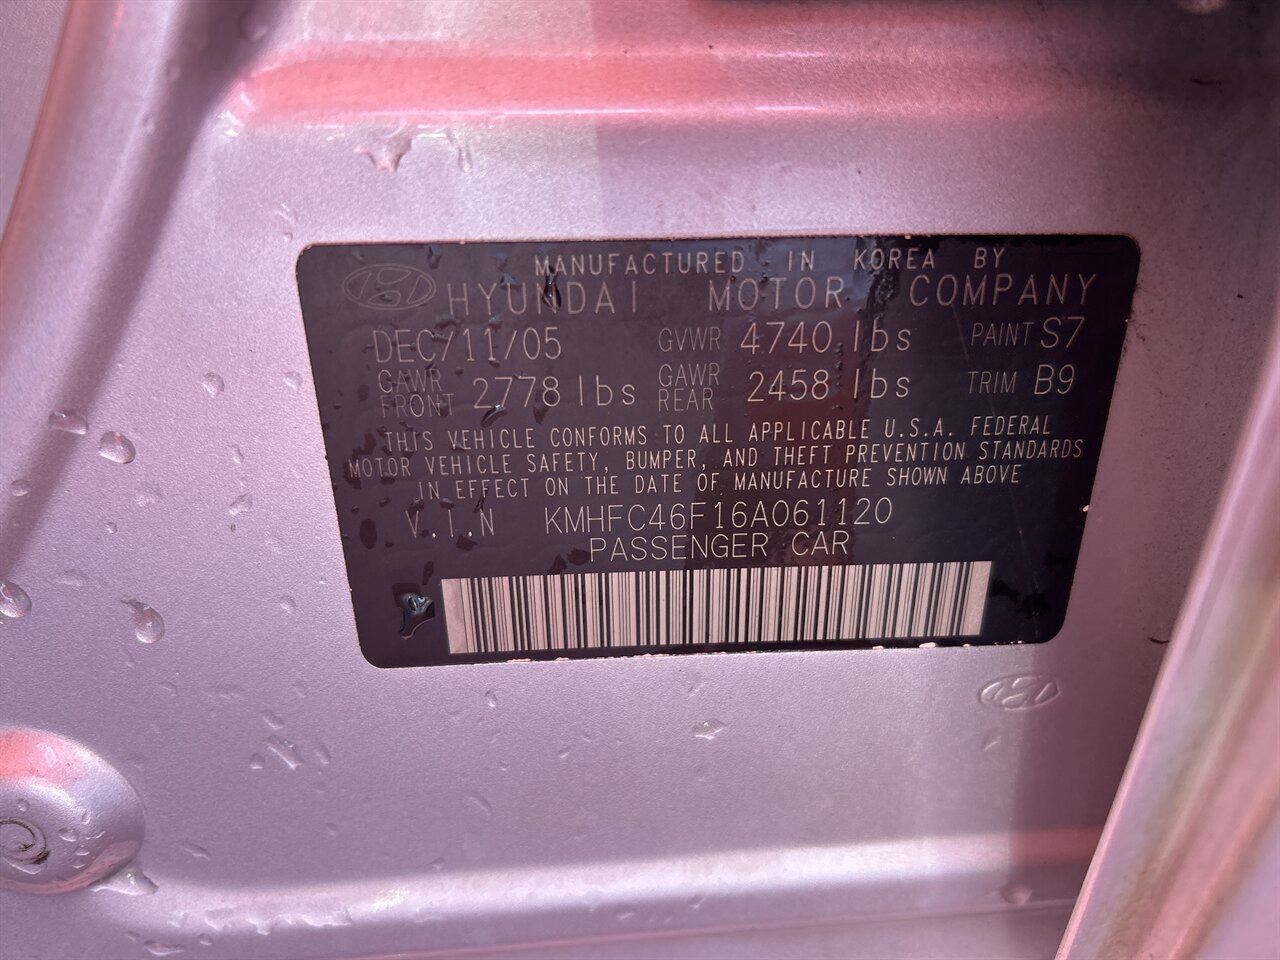 MANUFACTURED IN KOREA BY
HYUNDAI MOTOR COMPANY
DEC/11/05 GVWR 4740 lbs PAINT S7
GAWR FRONT 2778 lbs GAWR REAR 2458 lbs TRIM B9
THIS VEHICLE CONFORMS TO ALL APPLICABLE U.S.A. FEDERAL
MOTOR VEHICLE SAFETY, BUMPER, AND THEFT PREVENTION STANDARDS
IN EFFECT ON THE DATE OF MANUFACTURE SHOWN ABOVE
V.I.N KMHFC46F16A061120
PASSENGER CAR